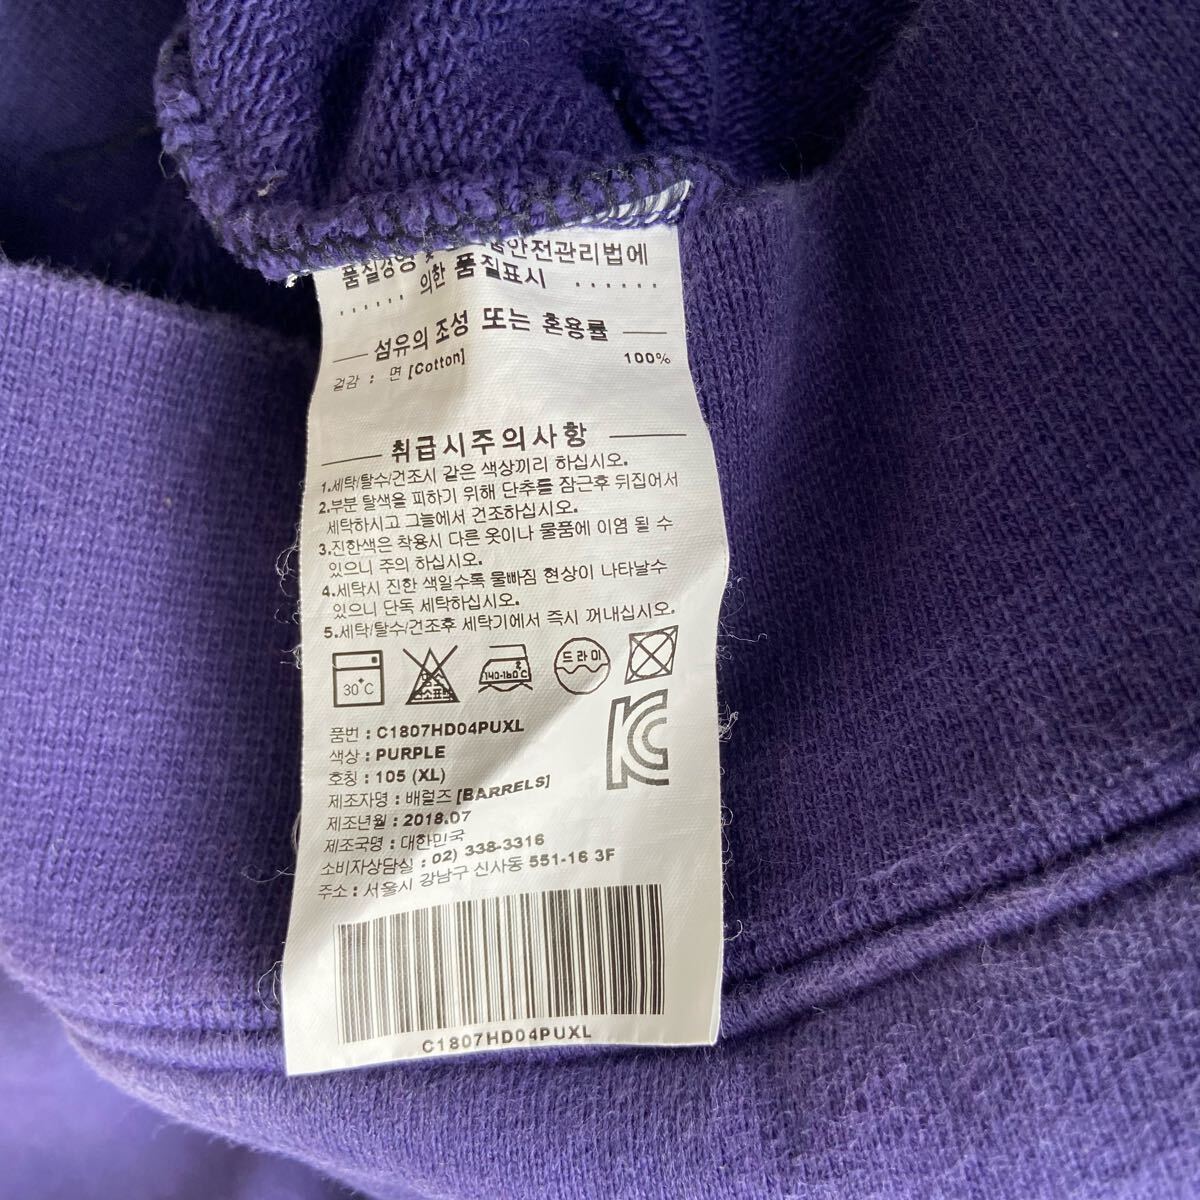 품질경영 및 안전관리법에
의한 품질표시 ......
......
섬유의 조성 또는 혼용률
겉감 : 면 [Cotton] 100%
취급시주의사항
1.세탁/탈수/건조시 같은 색상끼리 하십시오.
2.부분 탈색을 피하기 위해 단추를 잠근후 뒤집어서
세탁하시고 그늘에서 건조하십시오.
3.진한색은 착용시 다른 옷이나 물품에 이염 될 수
있으니 주의 하십시오.
4.세탁시 진한 색일수록 물빠짐 현상이 나타날수
있으니 단독 세탁하십시오.
5.세탁/탈수/건조후 세탁기에서 즉시 꺼내십시오.
30°C 염소표백 140-160°C 드라이
품번 : C1807HD04PUXL
색상 : PURPLE
호칭 : 105 (XL)
제조자명 : 배럴즈 [BARRELS]
제조년월 : 2018.07
제조국명 : 대한민국
소비자상담실 : 02) 338-3316
주소 : 서울시 강남구 신사동 551-16 3F
C1807HD04PUXL